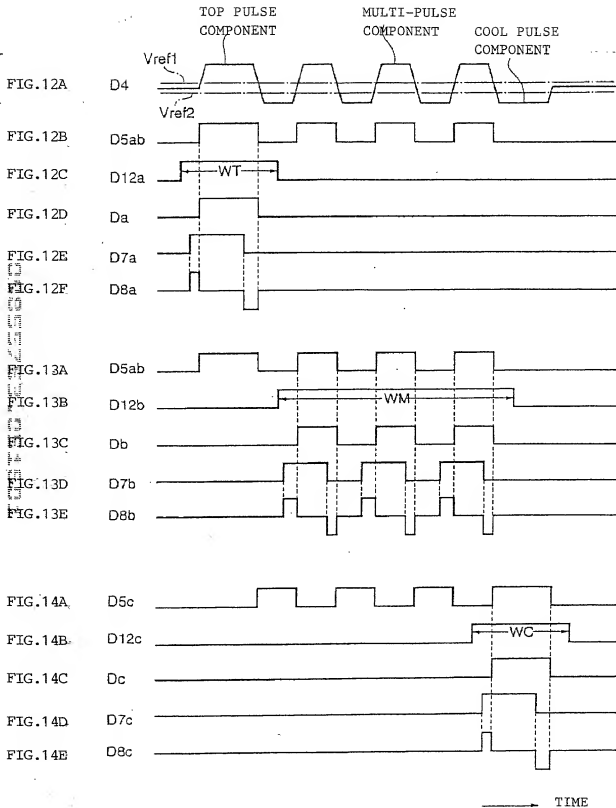 TOP PULSE
COMPONENT
MULTI-PULSE
COMPONENT
COOL PULSE
COMPONENT
Vref1
FIG.12A D4
Vref2
FIG.12B D5ab
FIG.12C D12a WT
FIG.12D Da
FIG.12E D7a
FIG.12F D8a
FIG.13A D5ab
FIG.13B D12b WM
FIG.13C Db
FIG.13D D7b
FIG.13E D8b
FIG.14A D5c
FIG.14B D12c WC
FIG.14C Dc
FIG.14D D7c
FIG.14E D8c
TIME